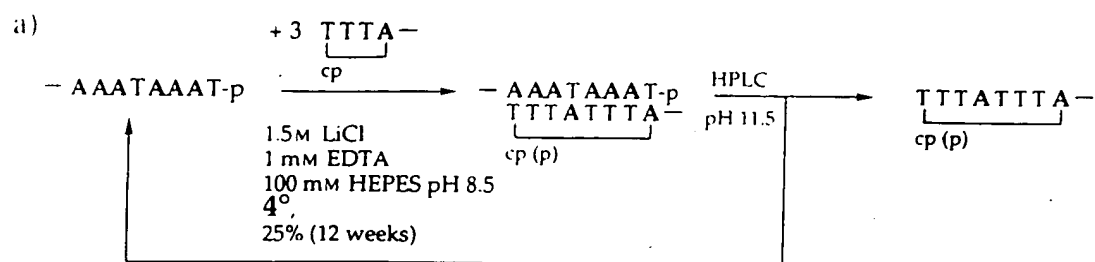 a)
+ 3 TTTA –
cp
– AAATAAAT-p
1.5M LiCl
1 mM EDTA
100 mM HEPES pH 8.5
4°,
25% (12 weeks)
– AAATAAAT-p
TTTATTTA –
cp (p)
HPLC
pH 11.5
TTTATTTA –
cp (p)